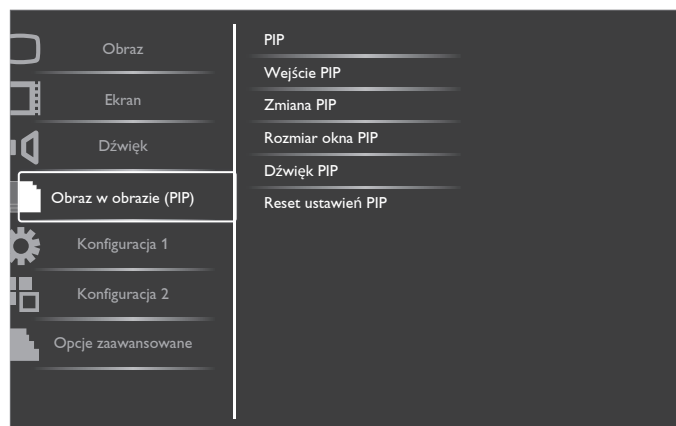 Obraz
Ekran
Dźwięk
Obraz w obrazie (PIP)
Konfiguracja 1
Konfiguracja 2
Opcje zaawansowane
PIP
Wejście PIP
Zmiana PIP
Rozmiar okna PIP
Dźwięk PIP
Reset ustawień PIP